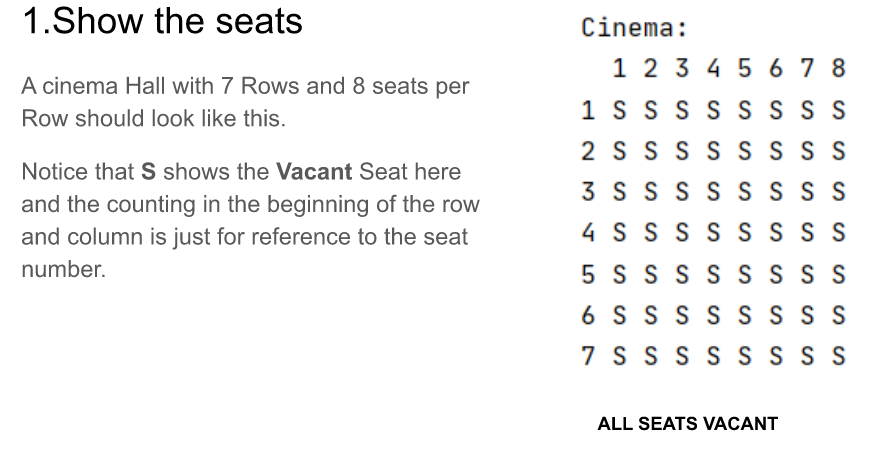 1.Show the seats
A cinema Hall with 7 Rows and 8 seats per
Row should look like this.
Notice that S shows the Vacant Seat here
and the counting in the beginning of the row
and column is just for reference to the seat
number.
Cinema:
  1 2 3 4 5 6 7 8
1 S S S S S S S S
2 S S S S S S S S
3 S S S S S S S S
4 S S S S S S S S
5 S S S S S S S S
6 S S S S S S S S
7 S S S S S S S S
ALL SEATS VACANT